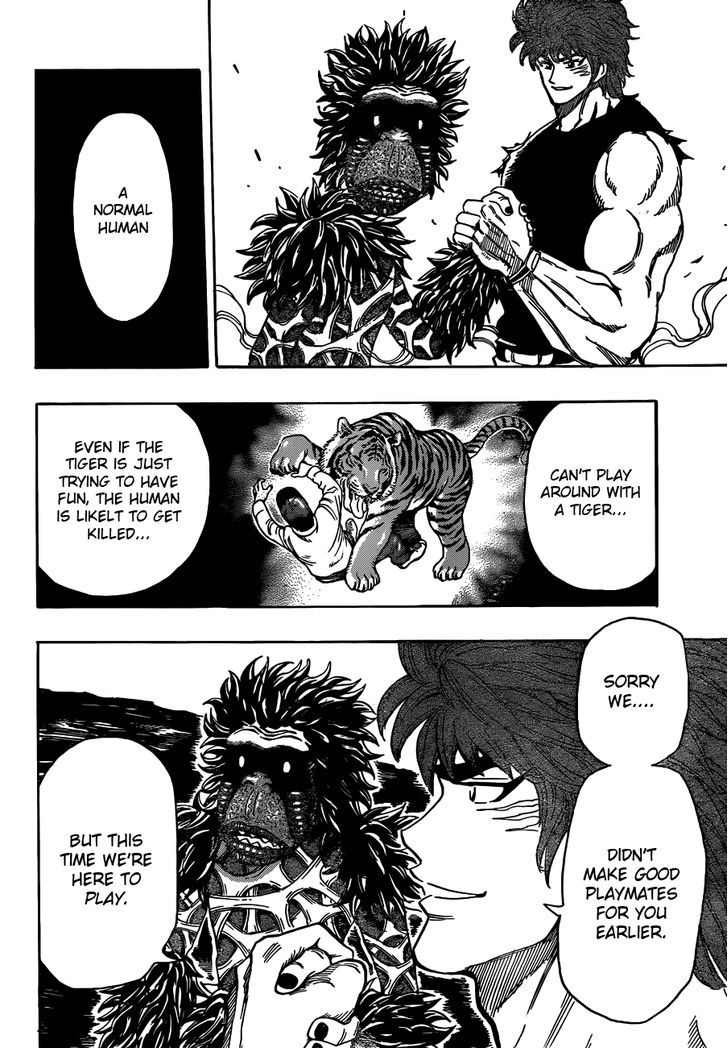 A
NORMAL
HUMAN
CAN'T PLAY
AROUND WITH
A TIGER...
EVEN IF THE
TIGER IS JUST
TRYING TO HAVE
FUN, THE HUMAN
IS LIKELT TO GET
KILLED...
SORRY
WE....
DIDN'T
MAKE GOOD
PLAYMATES
FOR YOU
EARLIER.
BUT THIS
TIME WE'RE
HERE TO
PLAY.